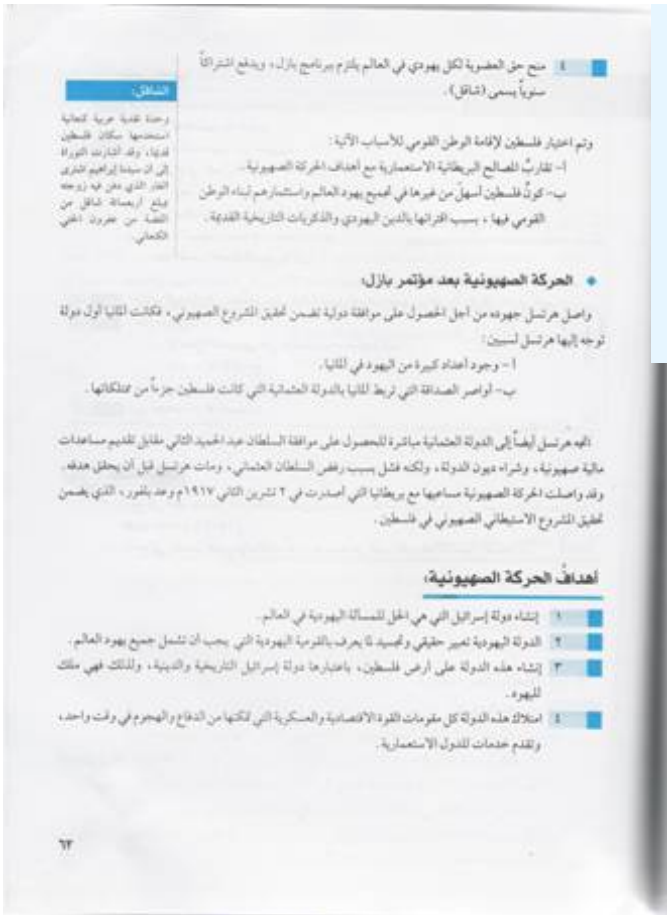 ٤ منح حق العضوية لكل يهودي في العالم يلتزم ببرنامج بازل، ويدفع اشتراكاً
سنوياً يسمى (شاقل).
وتم اختيار فلسطين لإقامة الوطن القومي للأسباب الآتية:
أ- تقاربُ المصالح البريطانية الاستعمارية مع أهداف الحركة الصهيونية.
ب- كونُ فلسطين أسهلَ من غيرها في تجميع يهود العالم واستثمارهم لبناء الوطن
القومي فيها، بسبب اقترانها بالدين اليهودي والذكريات التاريخية القديمة.
الشاقل:
وحدة نقدية عربية كنعانية
استخدمها سكان فلسطين
قديماً، وقد أشارت التوراة
إلى أن سيدنا إبراهيم اشترى
الغار الذي دفن فيه زوجته
بمبلغ أربعمائة شاقل من
الفضّة من عفرون الحثي
الكنعاني.
• الحركة الصهيونية بعد مؤتمر بازل:
واصل هرتسل جهوده من أجل الحصول على موافقة دولية تضمن تحقيق المشروع الصهيوني، فكانت ألمانيا أول دولة
توجه إليها هرتسل لسببين:
أ- وجود أعداد كبيرة من اليهود في ألمانيا.
ب- أواصر الصداقة التي تربط ألمانيا بالدولة العثمانية التي كانت فلسطين جزءاً من ممتلكاتها.
اتجه هرتسل أيضاً إلى الدولة العثمانية مباشرة للحصول على موافقة السلطان عبد الحميد الثاني مقابل تقديم مساعدات
مالية صهيونية، وشراء ديون الدولة، ولكنه فشل بسبب رفض السلطان العثماني، ومات هرتسل قبل أن يحقق هدفه.
وقد واصلت الحركة الصهيونية مساعيها مع بريطانيا التي أصدرت في ٢ تشرين الثاني ١٩١٧م وعد بلفور، الذي يضمن
تحقيق المشروع الاستيطاني الصهيوني في فلسطين.
أهدافُ الحركة الصهيونية:
١ إنشاء دولة إسرائيل التي هي الحل للمسألة اليهودية في العالم.
٢ الدولة اليهودية تعبير حقيقي وتجسيد لما يعرف بالقومية اليهودية التي يجب أن تشمل جميع يهود العالم.
٣ إنشاء هذه الدولة على أرض فلسطين، باعتبارها دولة إسرائيل التاريخية والدينية، ولذلك فهي ملك
لليهود.
٤ امتلاك هذه الدولة كل مقومات القوة الاقتصادية والعسكرية التي تمكنها من الدفاع والهجوم في وقت واحد،
وتقدم خدمات للدول الاستعمارية.
٦٣